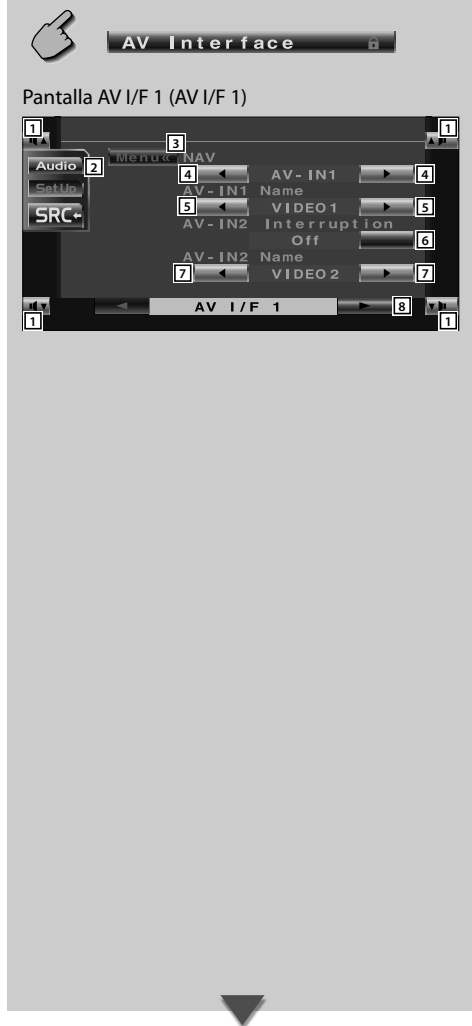 AV Interface
Pantalla AV I/F 1 (AV I/F 1)
1 1
3
Audio 2 Menu« NAV
4 AV-IN1 4
SetUp AV-IN1 Name
5 VIDEO1 5
SRC AV-IN2 Interruption
Off 6
AV-IN2 Name
7 VIDEO2 7
AV I/F 1 8
1 1